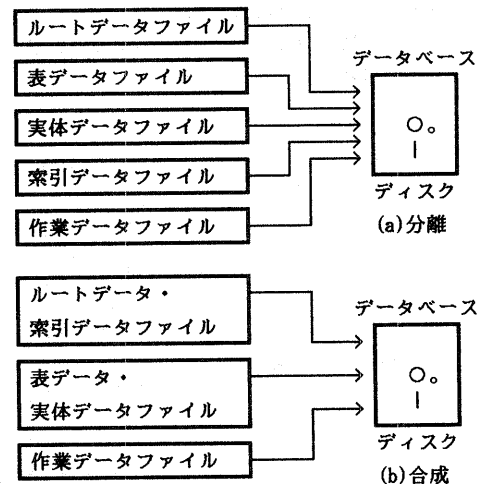 ルートデータファイル
表データファイル
実体データファイル
索引データファイル
作業データファイル
データベース
ディスク
(a)分離
ルートデータ・
索引データファイル
表データ・
実体データファイル
作業データファイル
データベース
ディスク
(b)合成